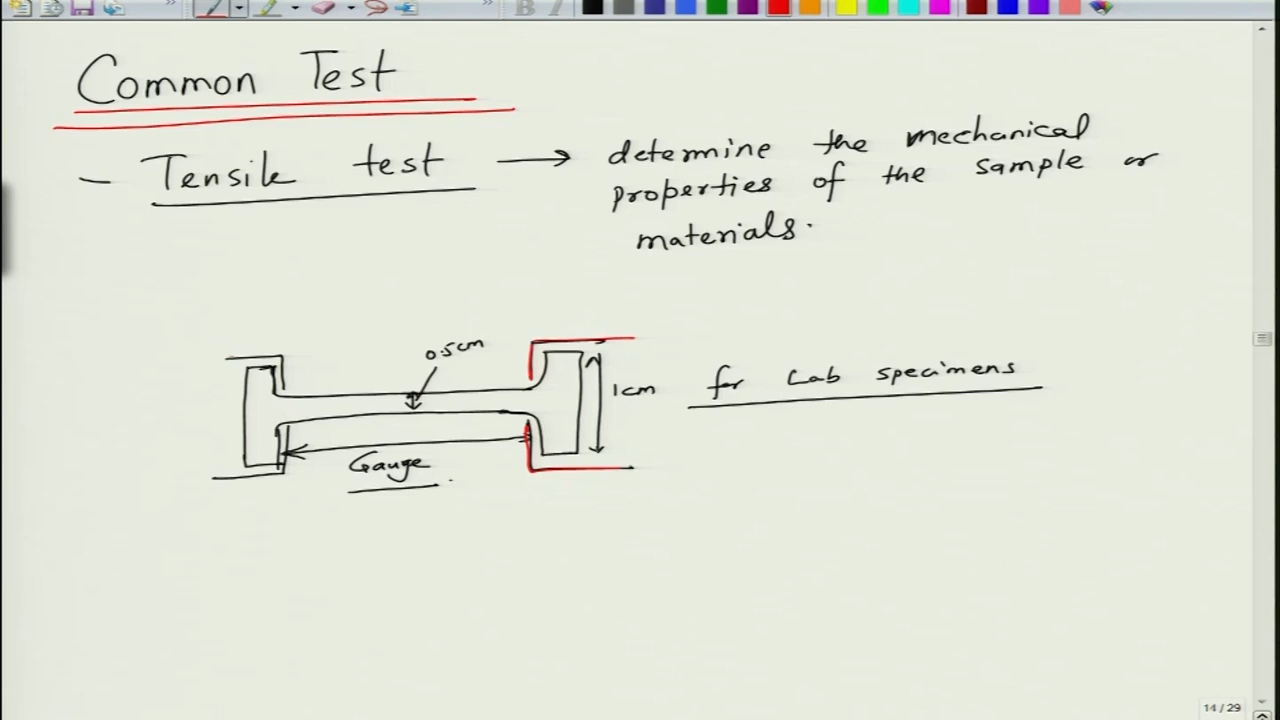 Common Test
- Tensile test → determine the mechanical
properties of the sample or
materials.
0.5cm
1cm for Lab specimens
Gauge
14 / 29